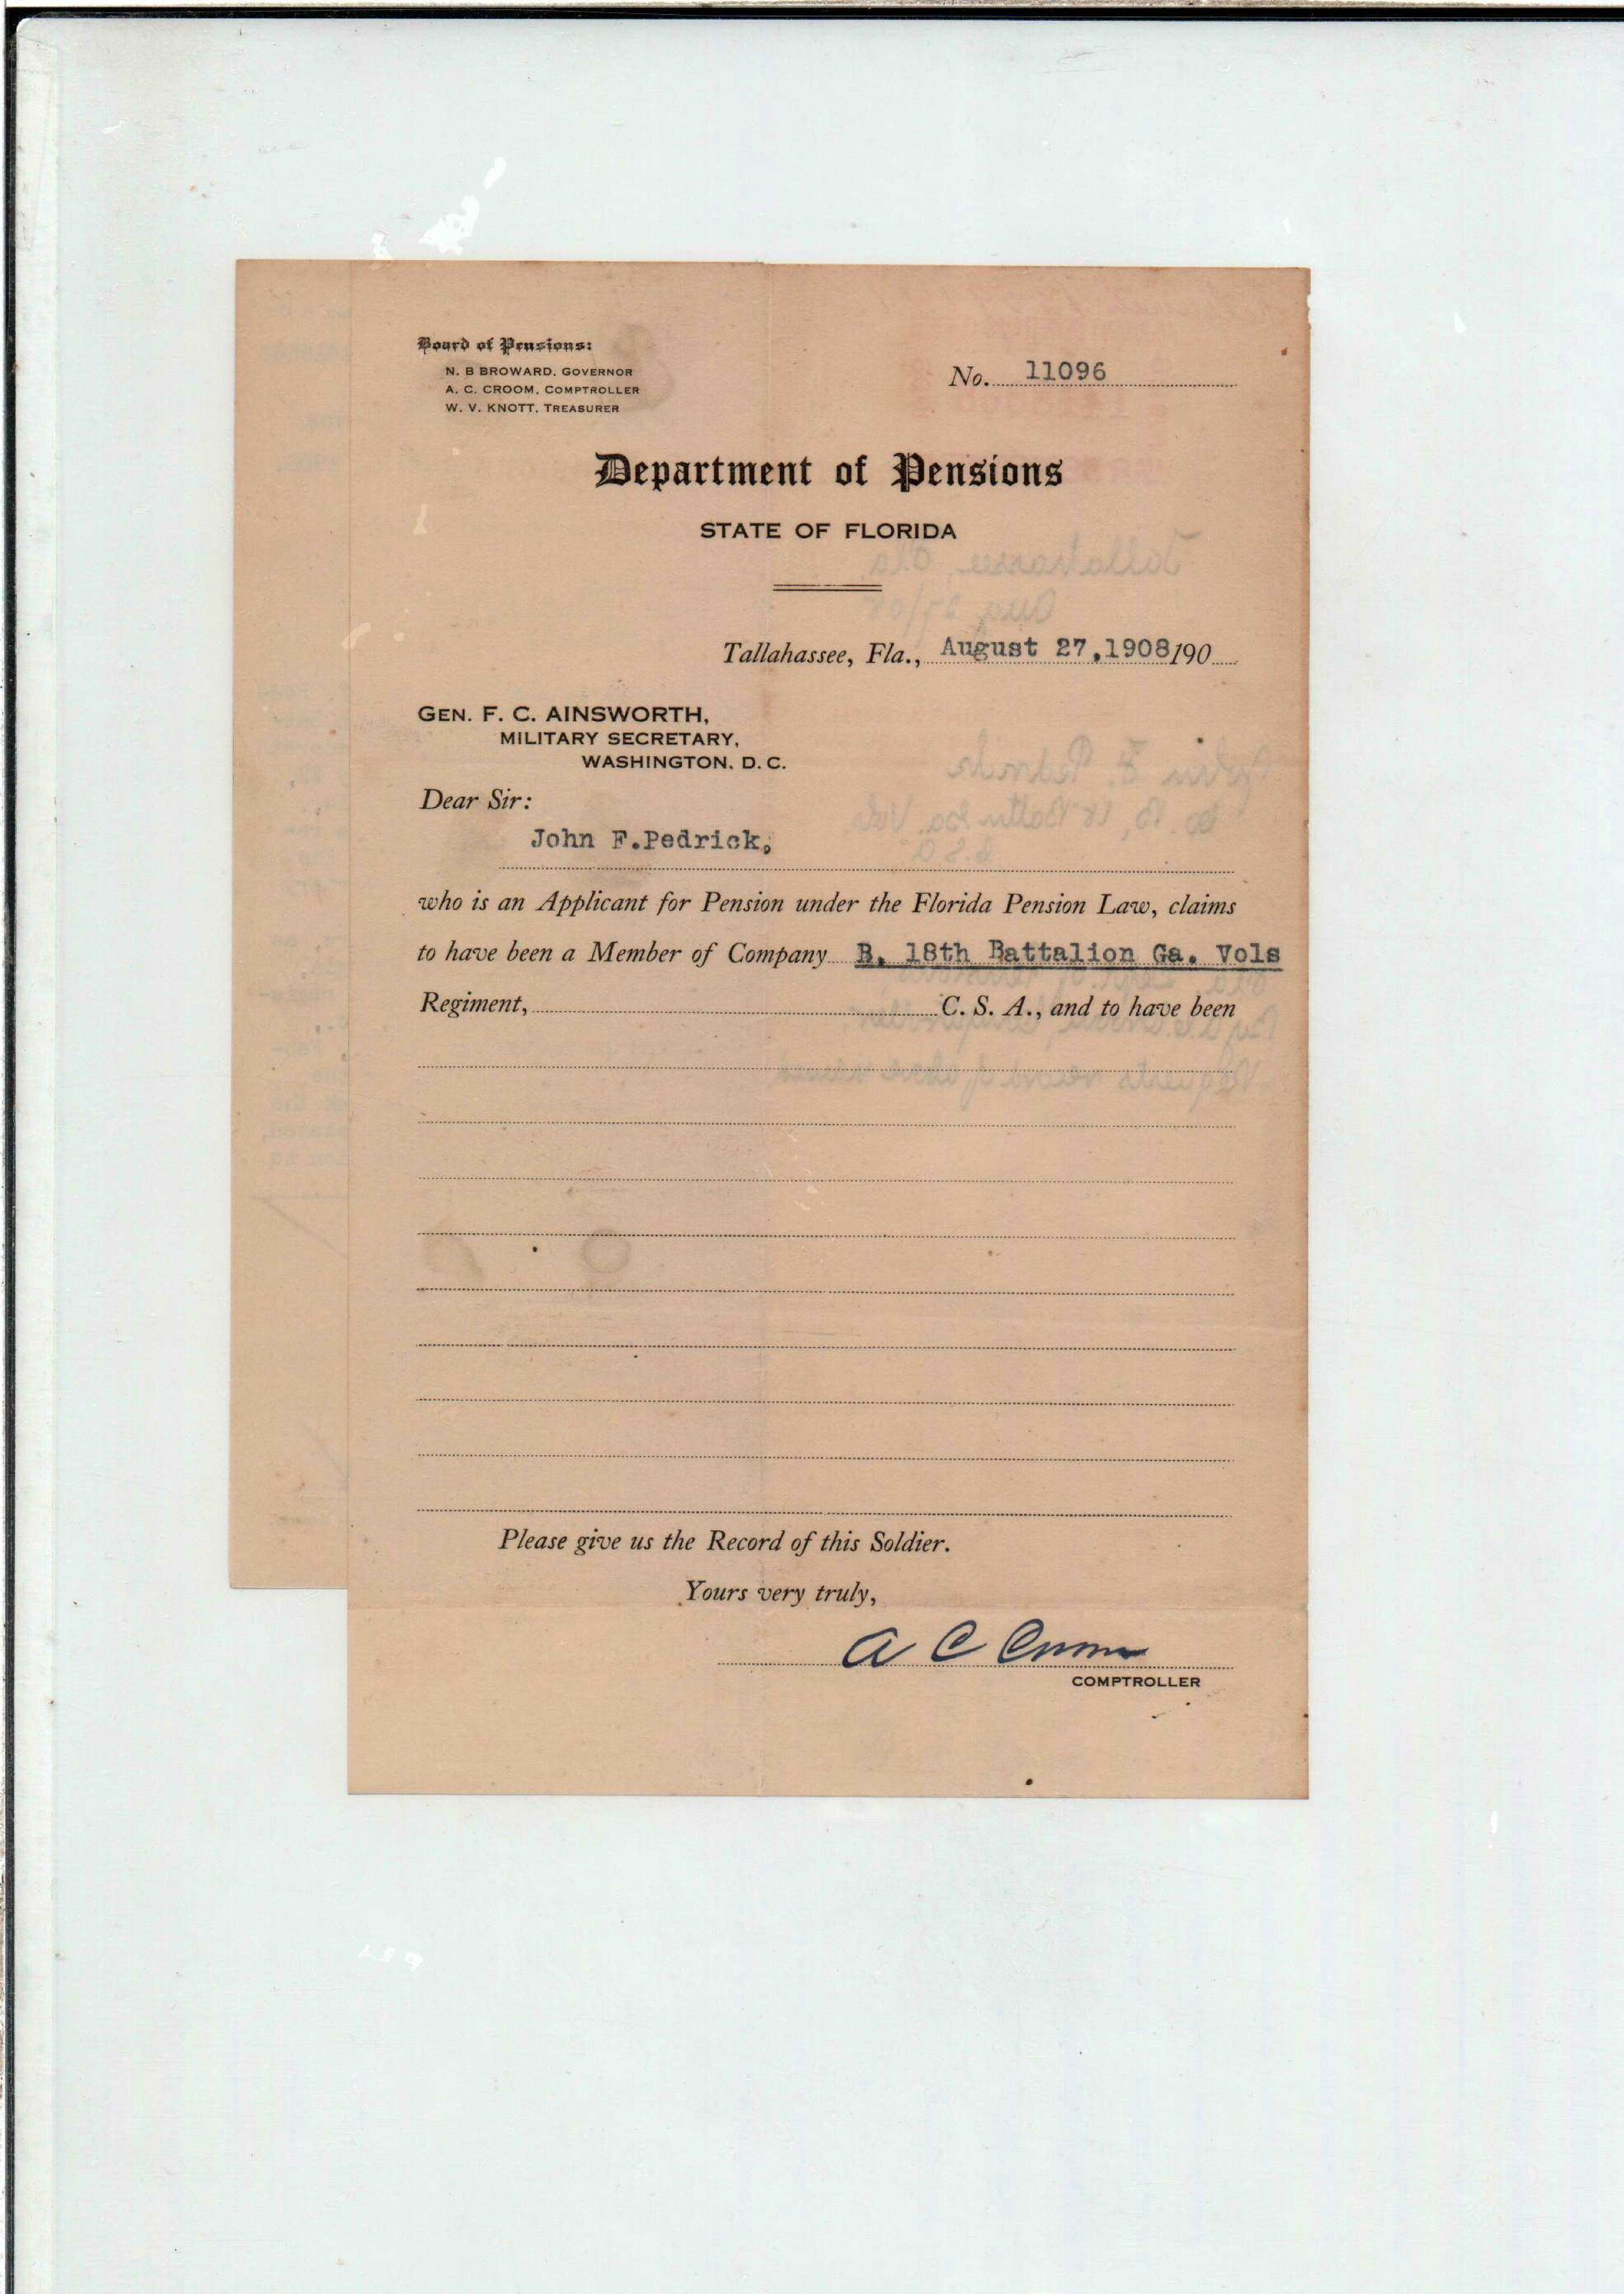 Board of Pensions:
N. B BROWARD, GOVERNOR
A. C. CROOM, COMPTROLLER
W. V. KNOTT, TREASURER
No. 11096
Department of Pensions
STATE OF FLORIDA
Tallahassee, Fla., August 27,1908/190
GEN. F. C. AINSWORTH,
MILITARY SECRETARY,
WASHINGTON, D. C.
Dear Sir:
John F.Pedrick,
who is an Applicant for Pension under the Florida Pension Law, claims
to have been a Member of Company B, 18th Battalion Ga. Vols
Regiment, C. S. A., and to have been
Please give us the Record of this Soldier.
Yours very truly,
A C Croom
COMPTROLLER